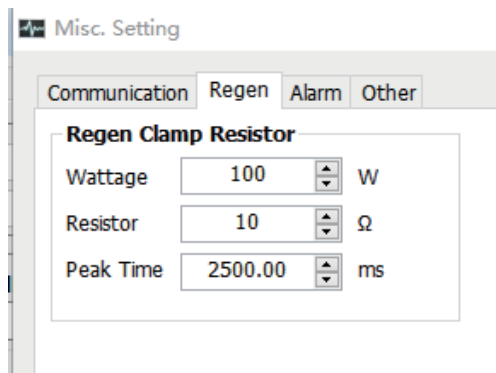 Misc. Setting
Communication Regen Alarm Other
Regen Clamp Resistor
Wattage 100 W
Resistor 10 Ω
Peak Time 2500.00 ms